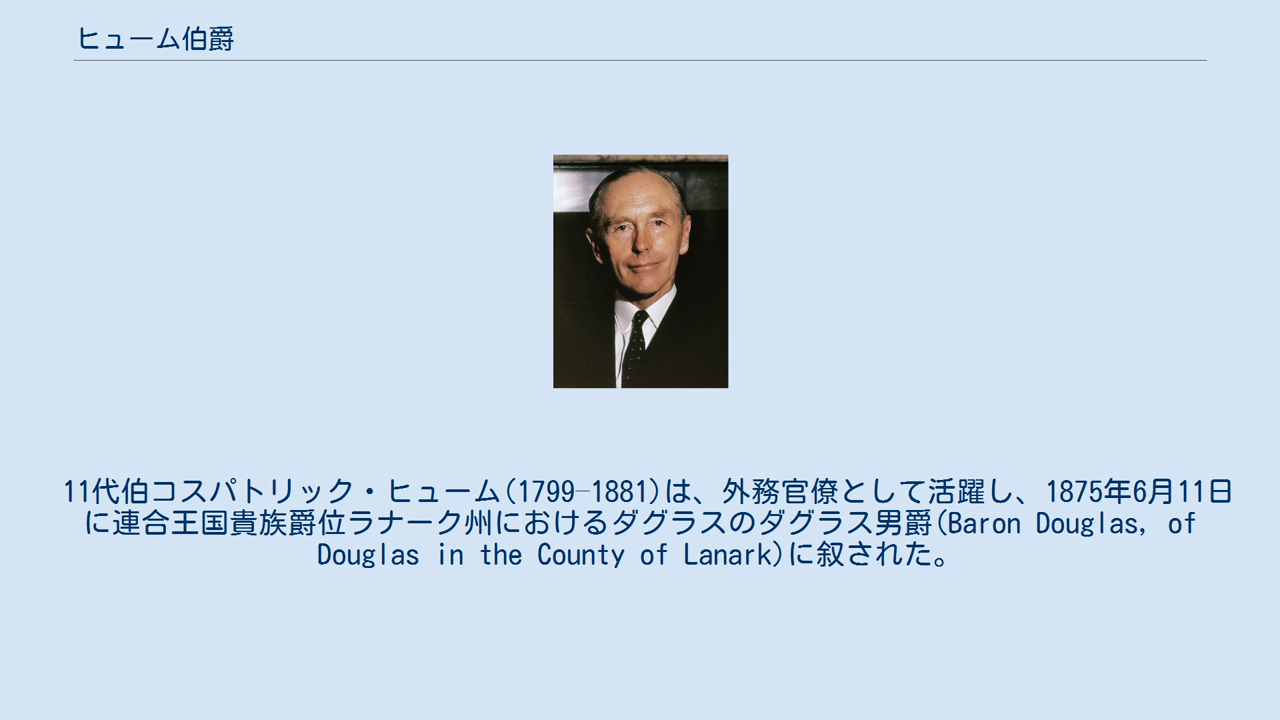 ヒューム伯爵
11代伯コスパトリック・ヒューム(1799–1881)は、外務官僚として活躍し、1875年6月11日
に連合王国貴族爵位ラナーク州におけるダグラスのダグラス男爵(Baron Douglas, of
Douglas in the County of Lanark)に叙された。